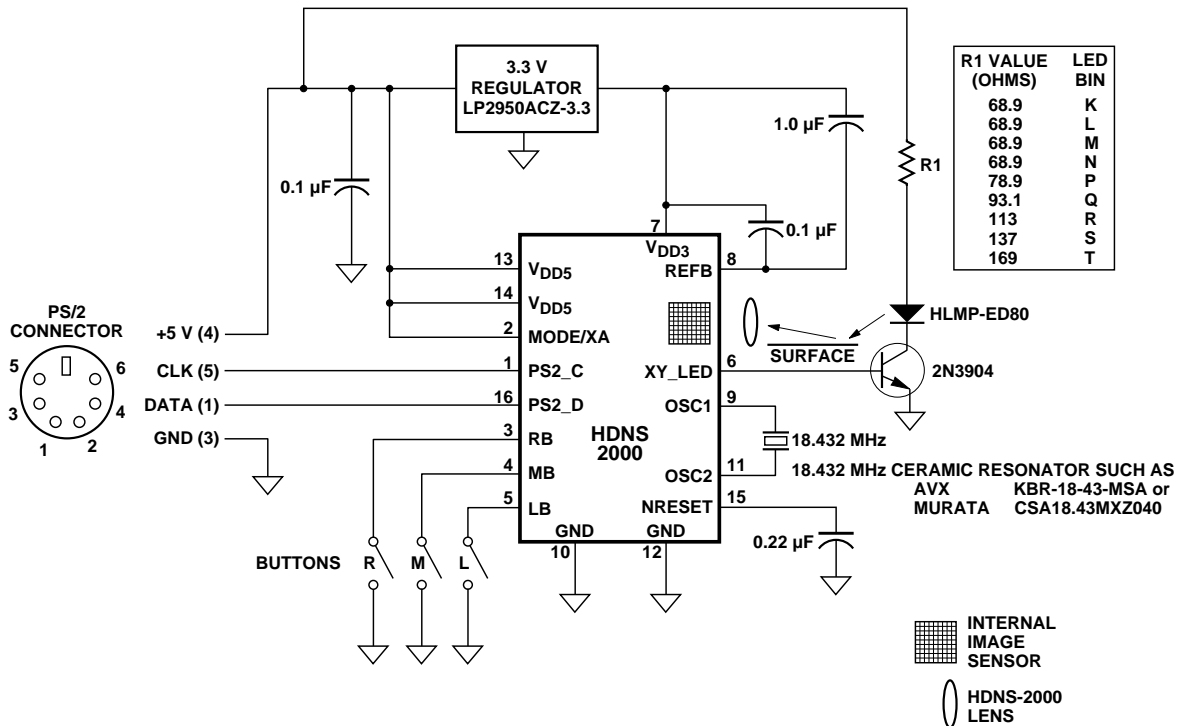 3.3 V
REGULATOR
LP2950ACZ-3.3
R1 VALUE LED
(OHMS) BIN
68.9 K
68.9 L
68.9 M
68.9 N
78.9 P
93.1 Q
113 R
137 S
169 T
1.0 µF
R1
0.1 µF
0.1 µF
7
VDD3
13 VDD5
14 VDD5
2 MODE/XA
1 PS2_C
16 PS2_D
3 RB
4 MB
5 LB
REFB 8
XY_LED 6
OSC1 9
OSC2 11
NRESET 15
HDNS
2000
GND GND
10 12
PS/2
CONNECTOR
5 6
3 4
1 2
+5 V (4)
CLK (5)
DATA (1)
GND (3)
HLMP-ED80
SURFACE
2N3904
18.432 MHz
18.432 MHz CERAMIC RESONATOR SUCH AS
AVX KBR-18-43-MSA or
MURATA CSA18.43MXZ040
0.22 µF
BUTTONS R M L
INTERNAL
IMAGE
SENSOR
HDNS-2000
LENS